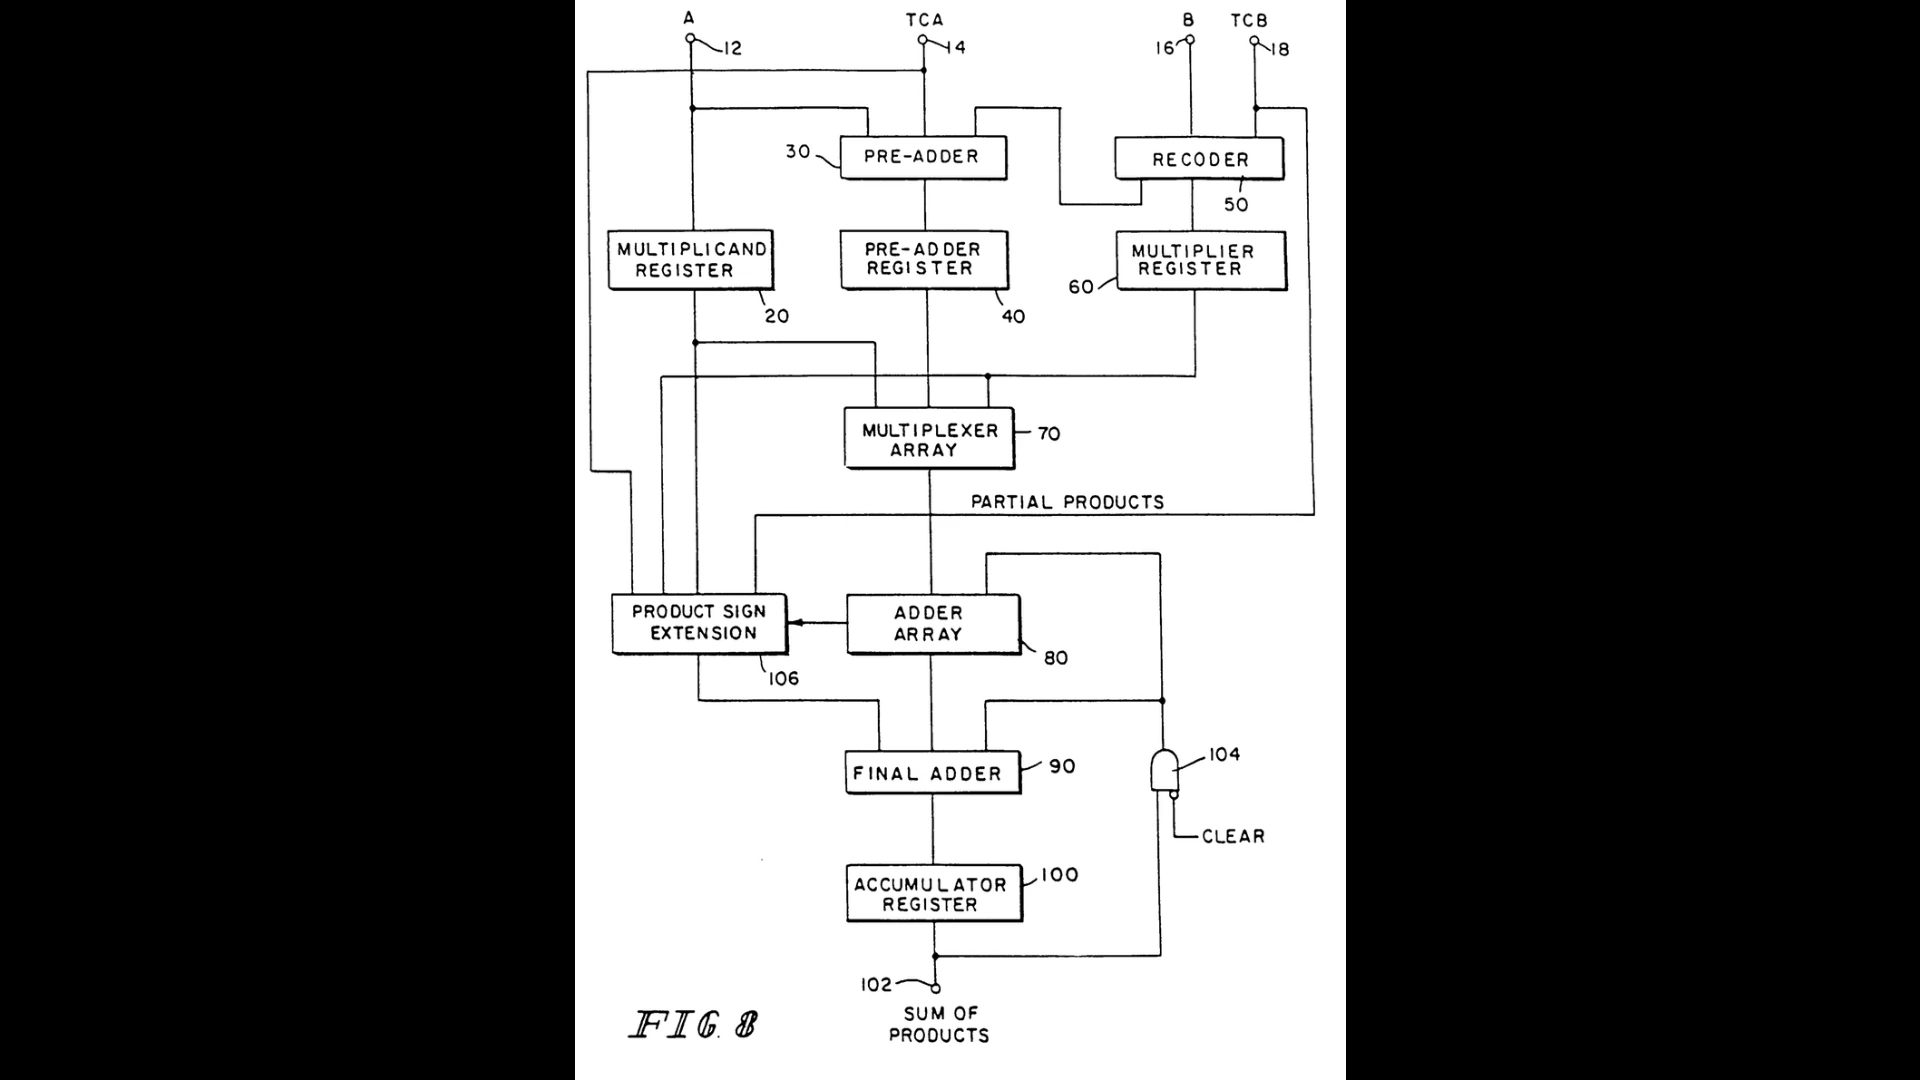 A TCA B TCB
12 14 16 18
30 PRE-ADDER RECODER
50
MULTIPLICAND REGISTER
20
PRE-ADDER REGISTER
40
MULTIPLIER REGISTER
60
MULTIPLEXER ARRAY
70
PARTIAL PRODUCTS
PRODUCT SIGN EXTENSION
106
ADDER ARRAY
80
FINAL ADDER
90
104
CLEAR
ACCUMULATOR REGISTER
100
102
SUM OF
PRODUCTS
FIG. 8